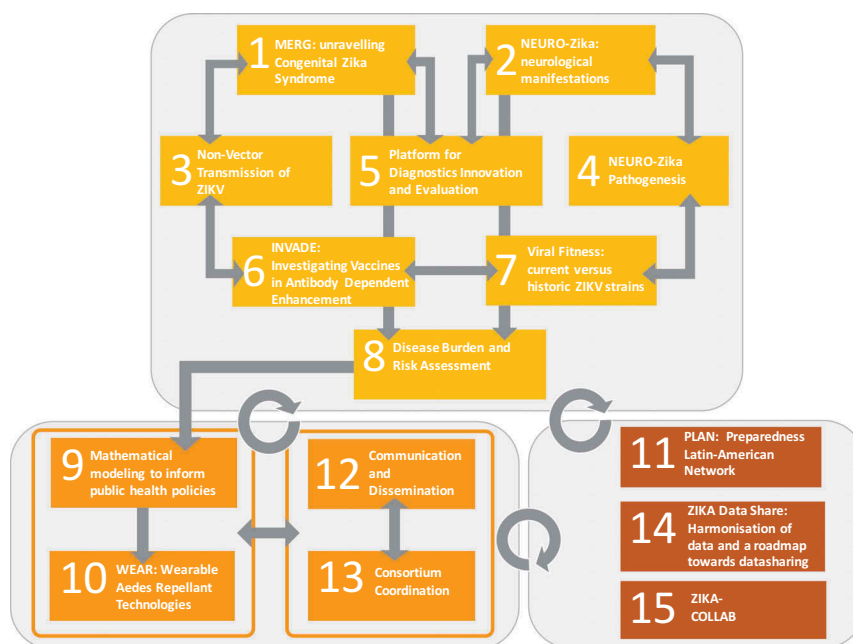 1 MERG: unravelling
Congenital Zika
Syndrome
2 NEURO-Zika:
neurological
manifestations
3 Non-Vector
Transmission of
ZIKV
5 Platform for
Diagnostics Innovation
and Evaluation
4 NEURO-Zika
Pathogenesis
6 INVADE:
Investigating Vaccines
in Antibody Dependent
Enhancement
7 Viral Fitness:
current versus
historic ZIKV strains
8 Disease Burden and
Risk Assessment
9 Mathematical
modeling to inform
public health policies
12 Communication
and
Dissemination
11 PLAN: Preparedness
Latin-American
Network
10 WEAR: Wearable
Aedes Repellant
Technologies
13 Consortium
Coordination
14 ZIKA Data Share:
Harmonisation of
data and a roadmap
towards datasharing
15 ZIKA-
COLLAB